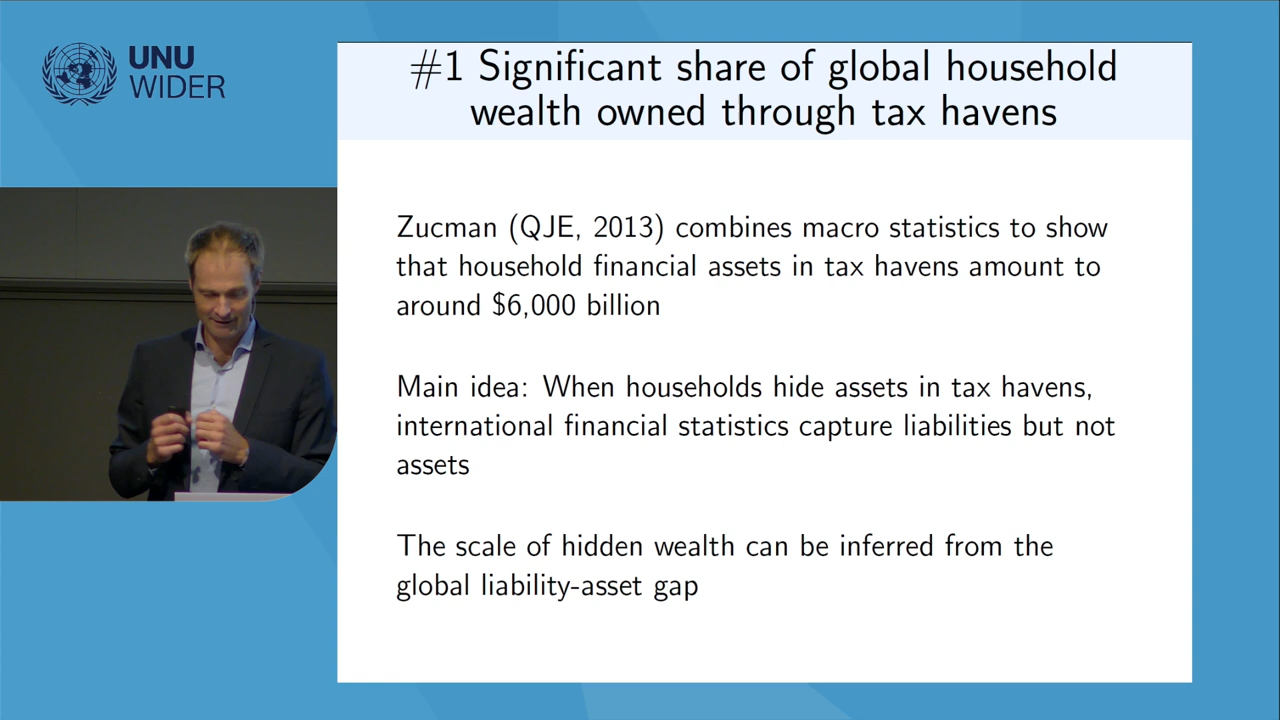 UNU
WIDER
#1 Significant share of global household
wealth owned through tax havens
Zucman (QJE, 2013) combines macro statistics to show
that household financial assets in tax havens amount to
around $6,000 billion
Main idea: When households hide assets in tax havens,
international financial statistics capture liabilities but not
assets
The scale of hidden wealth can be inferred from the
global liability-asset gap